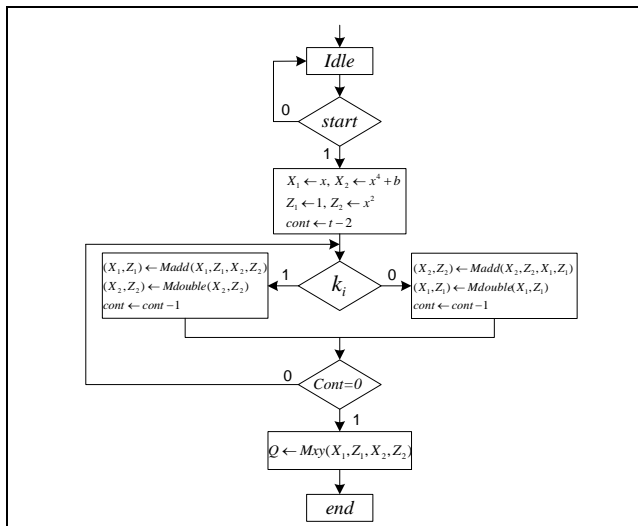 Idle
0
start
1
X₁ ← x, X₂ ← x⁴ + b
Z₁ ← 1, Z₂ ← x²
cont ← t − 2
(X₁, Z₁) ← Madd(X₁, Z₁, X₂, Z₂)
(X₂, Z₂) ← Mdouble(X₂, Z₂)
cont ← cont − 1
1
kᵢ
0
(X₂, Z₂) ← Madd(X₂, Z₂, X₁, Z₁)
(X₁, Z₁) ← Mdouble(X₁, Z₁)
cont ← cont − 1
0
Cont=0
1
Q ← Mxy(X₁, Z₁, X₂, Z₂)
end